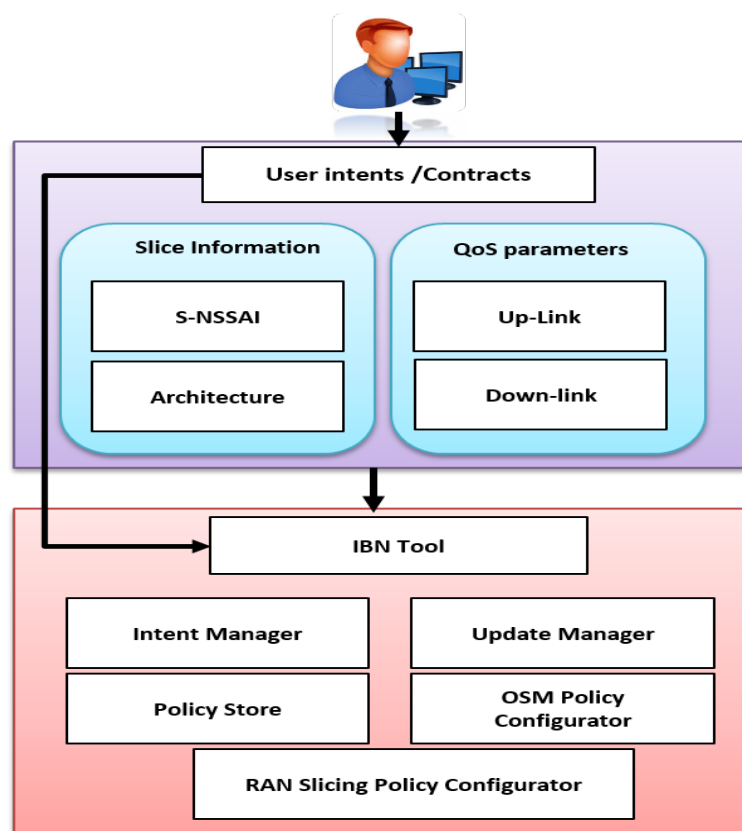 User intents /Contracts
Slice Information
S-NSSAI
Architecture
QoS parameters
Up-Link
Down-link
IBN Tool
Intent Manager
Update Manager
Policy Store
OSM Policy
Configurator
RAN Slicing Policy Configurator